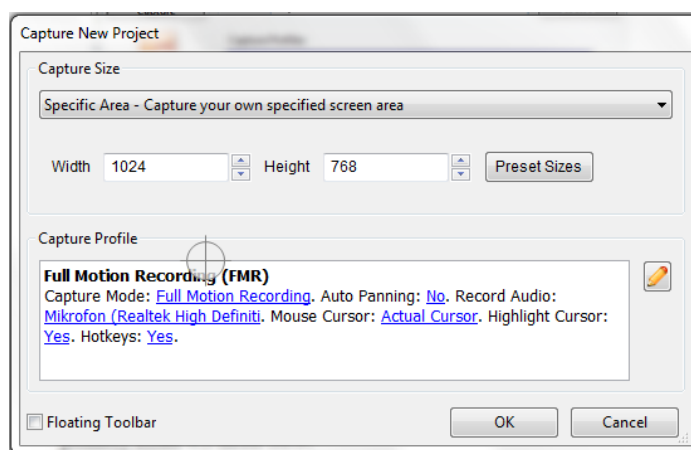 Capture New Project
Capture Size
Specific Area - Capture your own specified screen area
Width 1024 Height 768 Preset Sizes
Capture Profile
Full Motion Recording (FMR)
Capture Mode: Full Motion Recording. Auto Panning: No. Record Audio:
Mikrofon (Realtek High Definiti. Mouse Cursor: Actual Cursor. Highlight Cursor:
Yes. Hotkeys: Yes.
Floating Toolbar OK Cancel